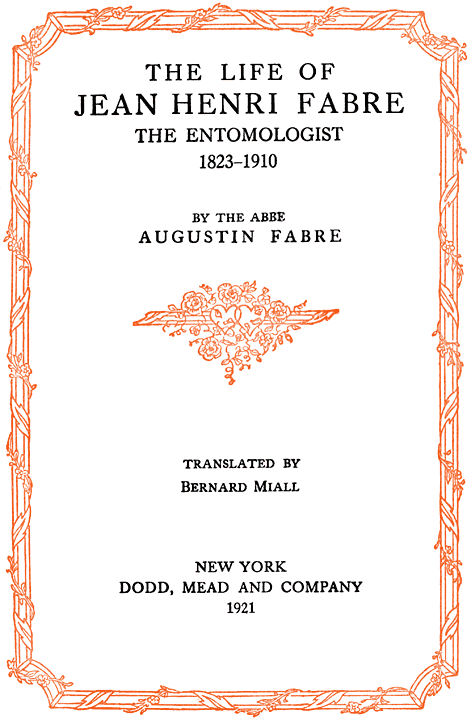 THE LIFE OF
JEAN HENRI FABRE
THE ENTOMOLOGIST
1823–1910
BY THE ABBE
AUGUSTIN FABRE
TRANSLATED BY
BERNARD MIALL
NEW YORK
DODD, MEAD AND COMPANY
1921